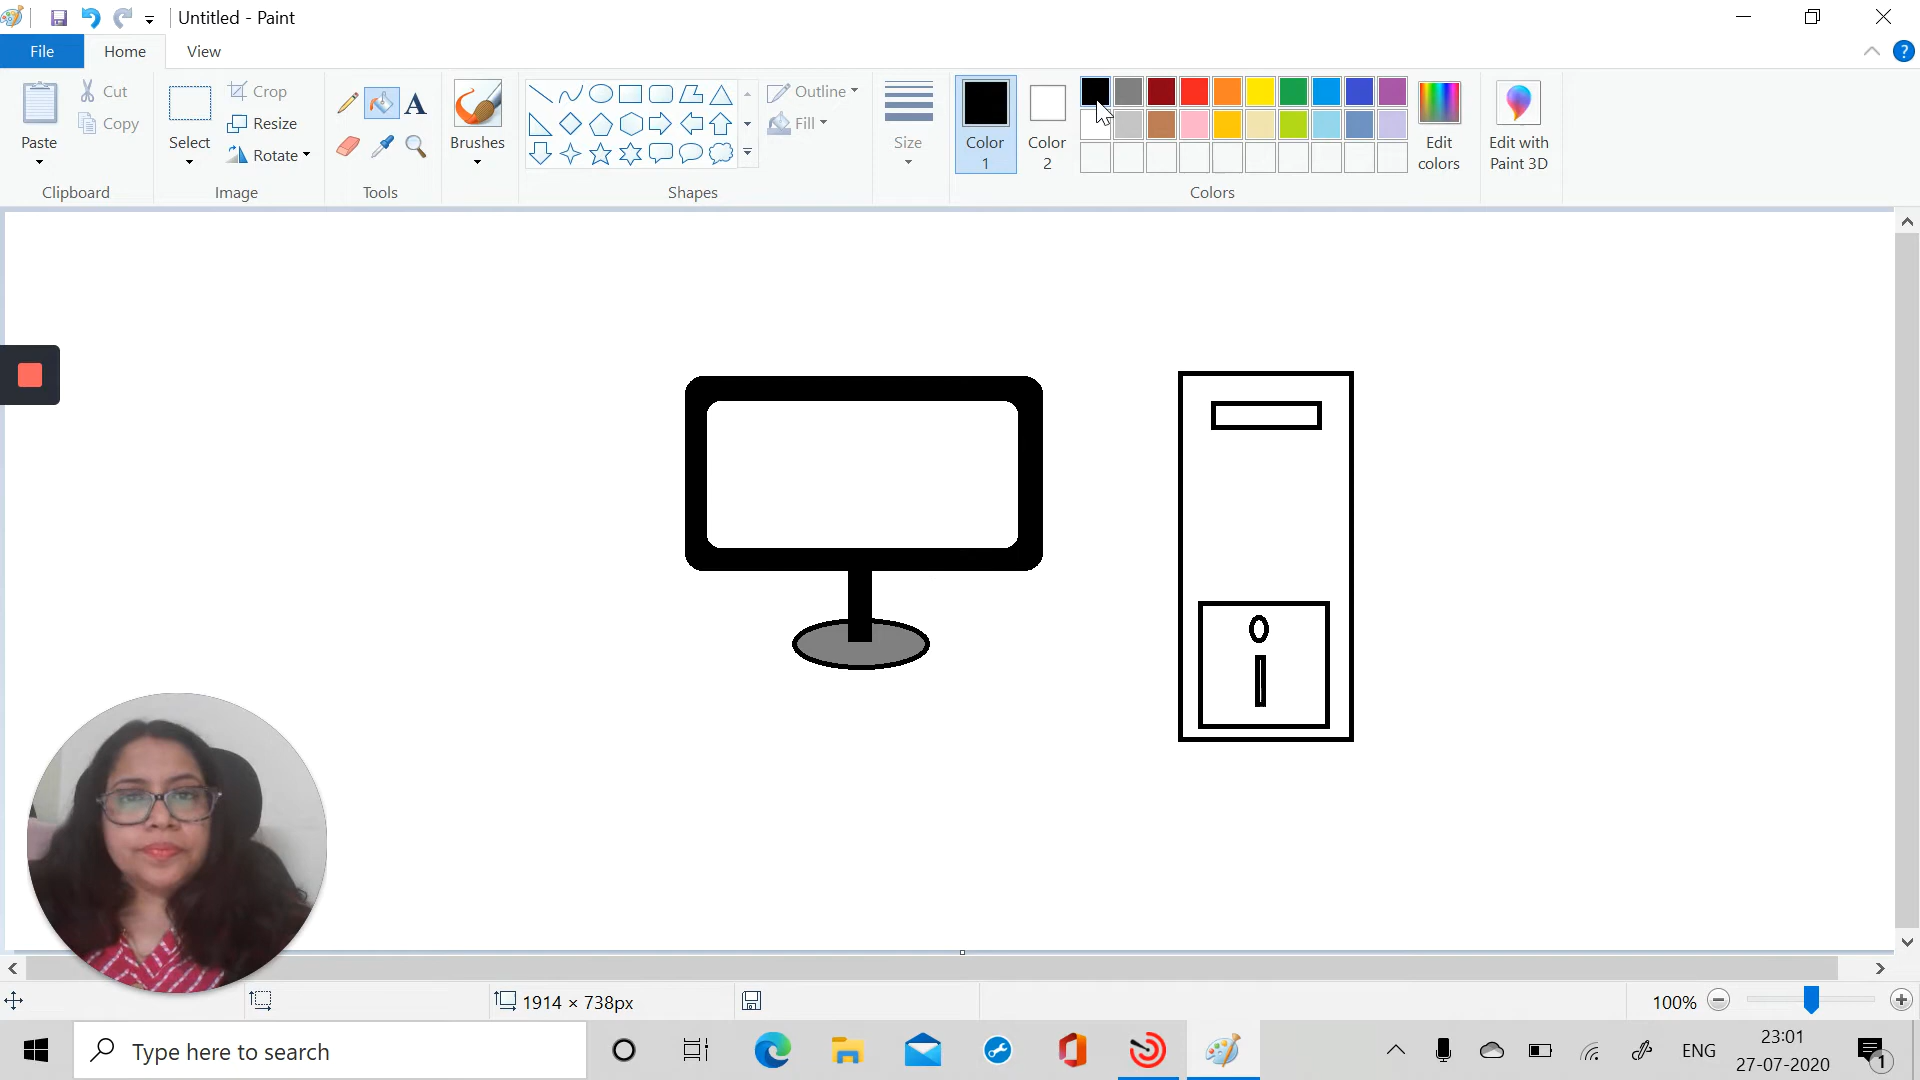 Untitled - Paint
File Home View
Paste
Cut
Copy
Clipboard
Select
Crop
Resize
Rotate
Image
A
Tools
Brushes
Shapes
Outline
Fill
Size
Color
1
Color
2
Colors
Edit
colors
Edit with
Paint 3D
?
1914 × 738px
100%
Type here to search
ENG
23:01
27-07-2020
1